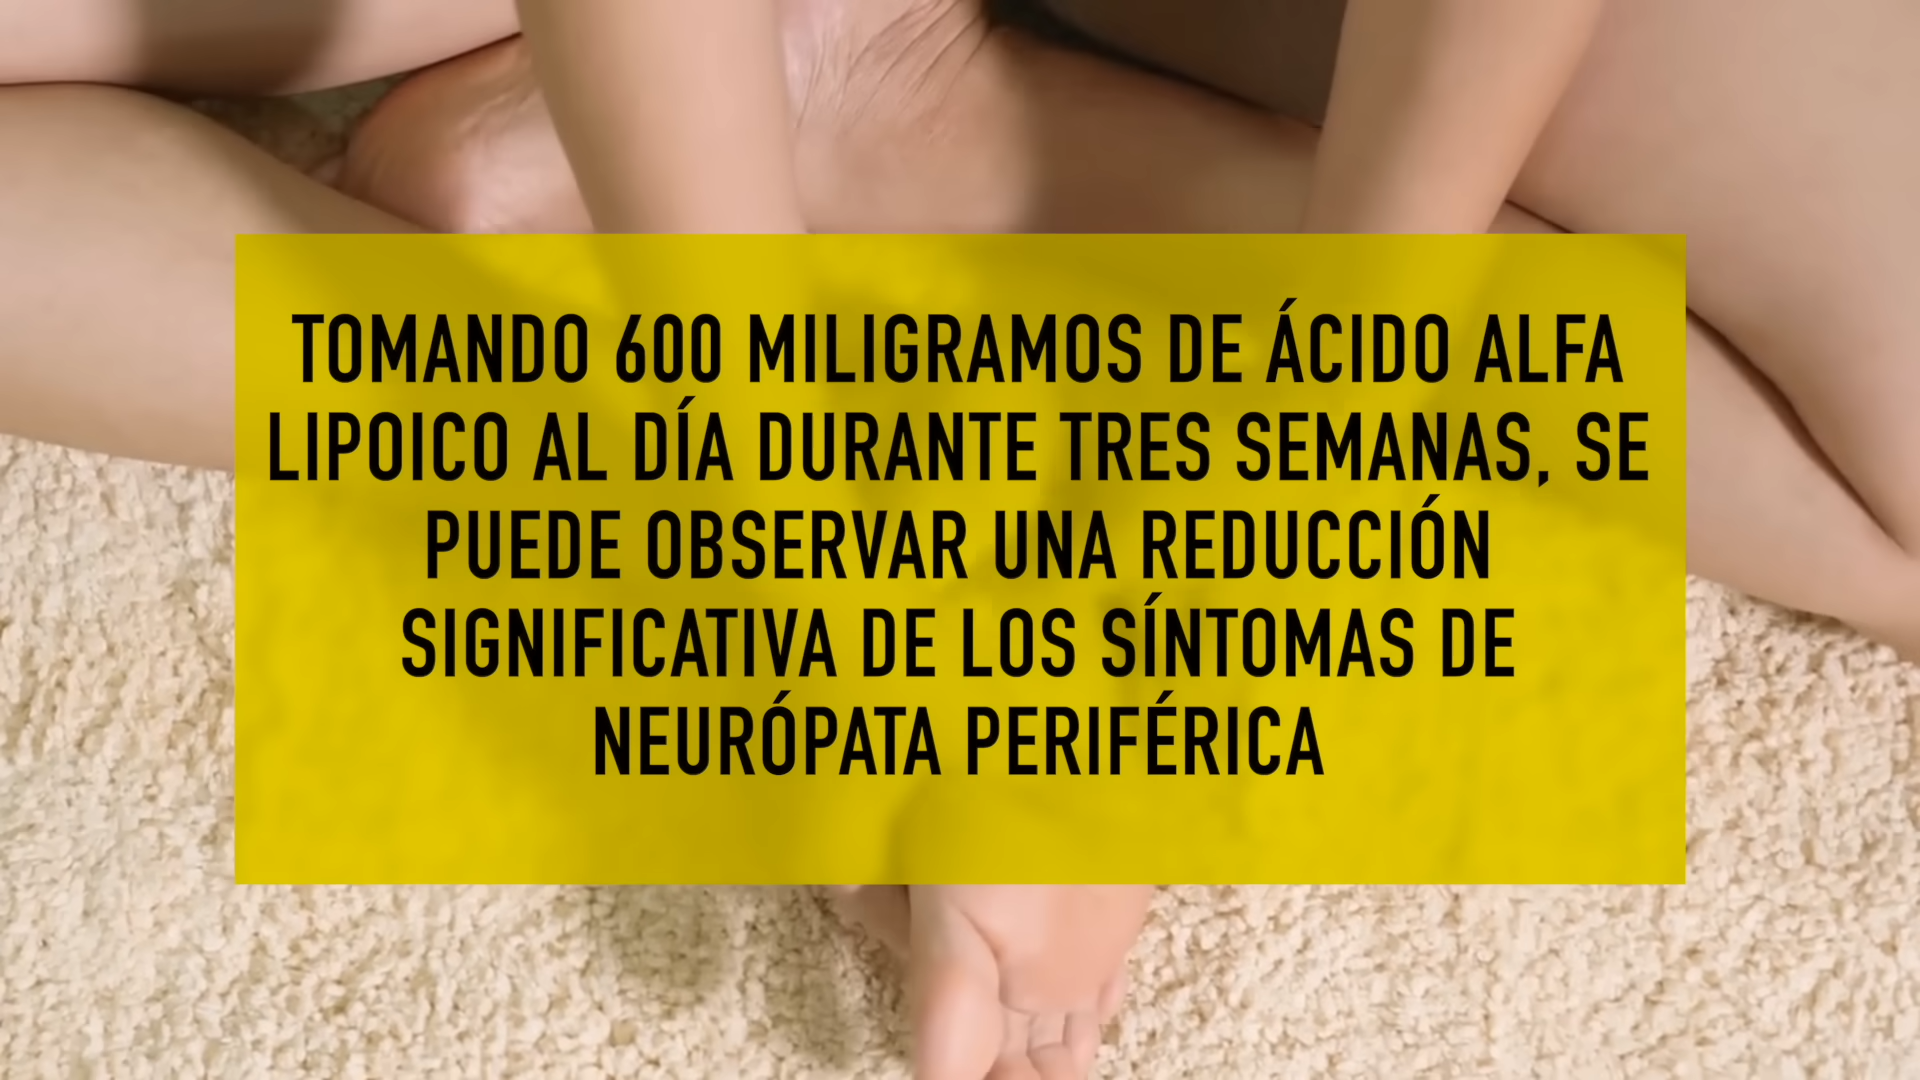 TOMANDO 600 MILIGRAMOS DE ÁCIDO ALFA
LIPOICO AL DÍA DURANTE TRES SEMANAS, SE
PUEDE OBSERVAR UNA REDUCCIÓN
SIGNIFICATIVA DE LOS SÍNTOMAS DE
NEURÓPATA PERIFÉRICA